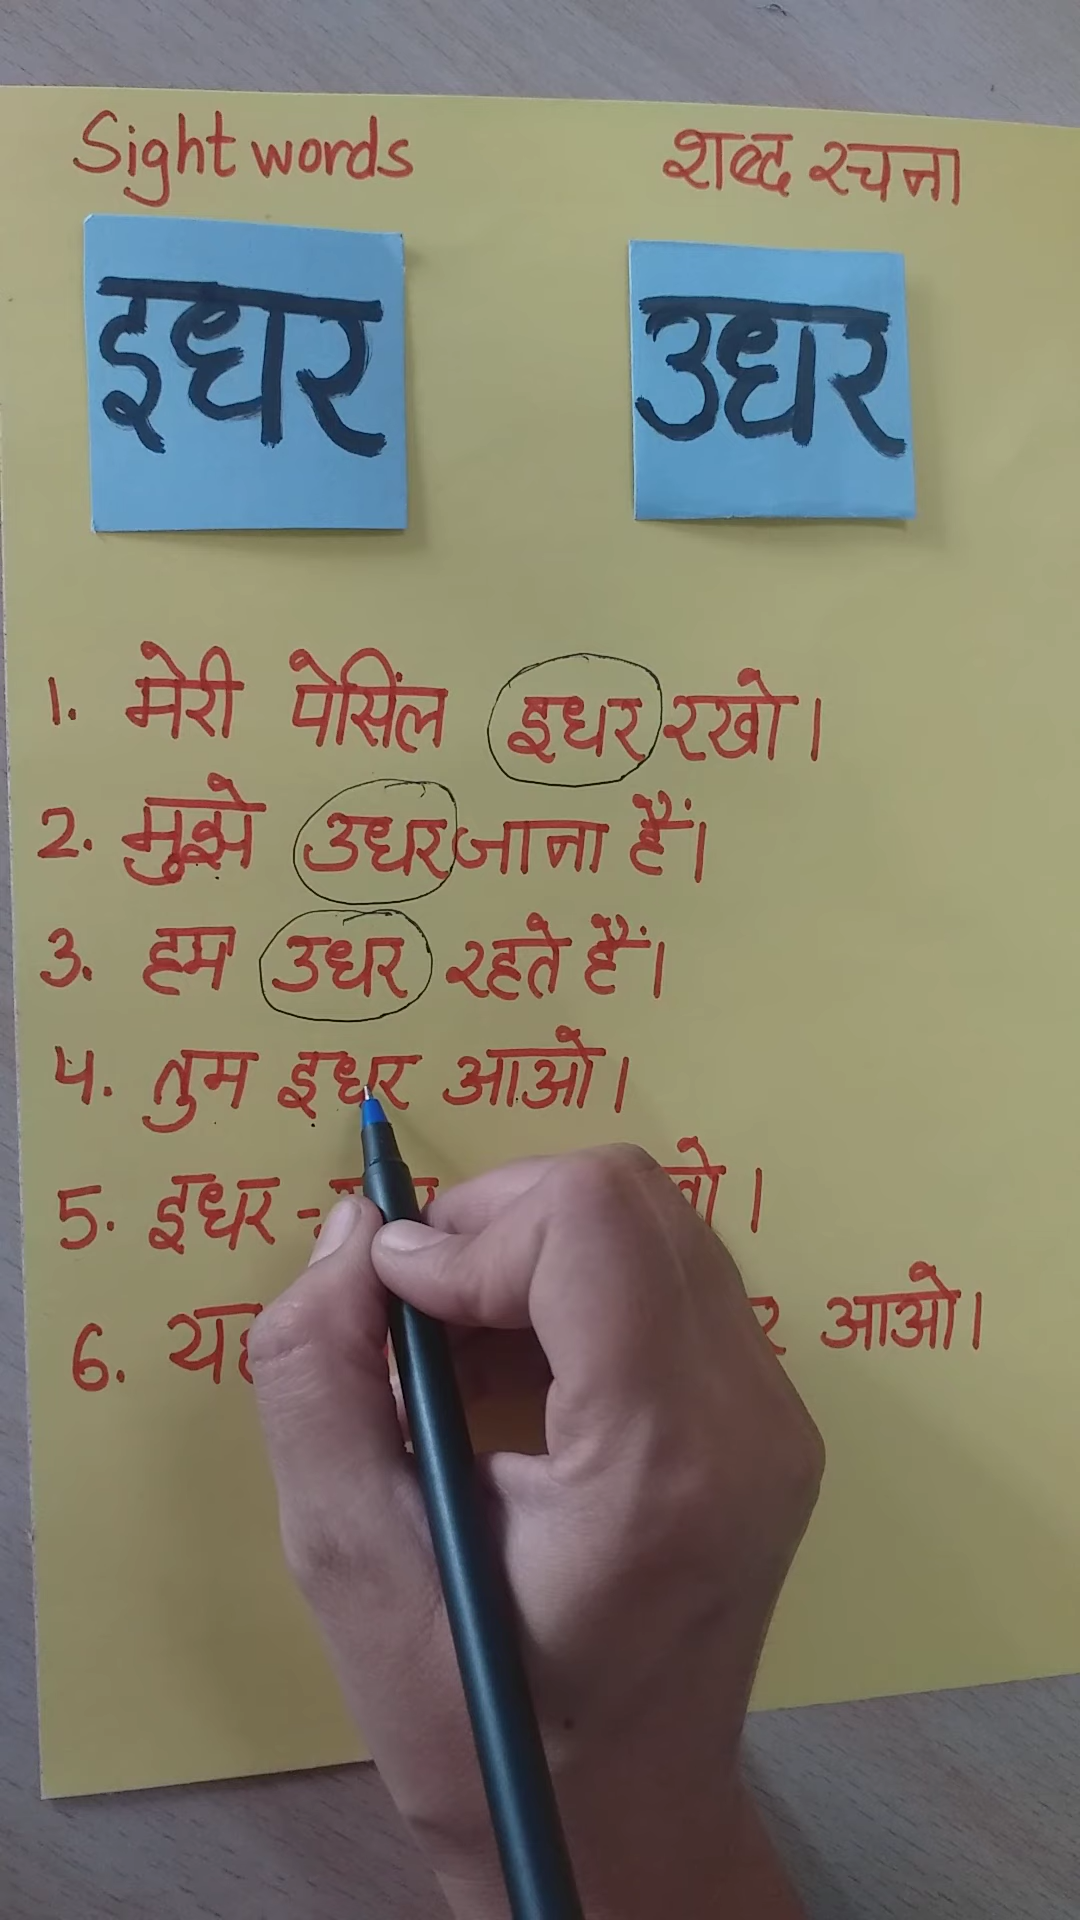 Sight words शब्द रचना
इधर उधर
1. मेरी पेसिंल इधर रखो।
2. मुझे उधर जाना हैं।
3. हम उधर रहते हैं।
4. तुम इधर आओ।
5. इधर -
6. आओ।